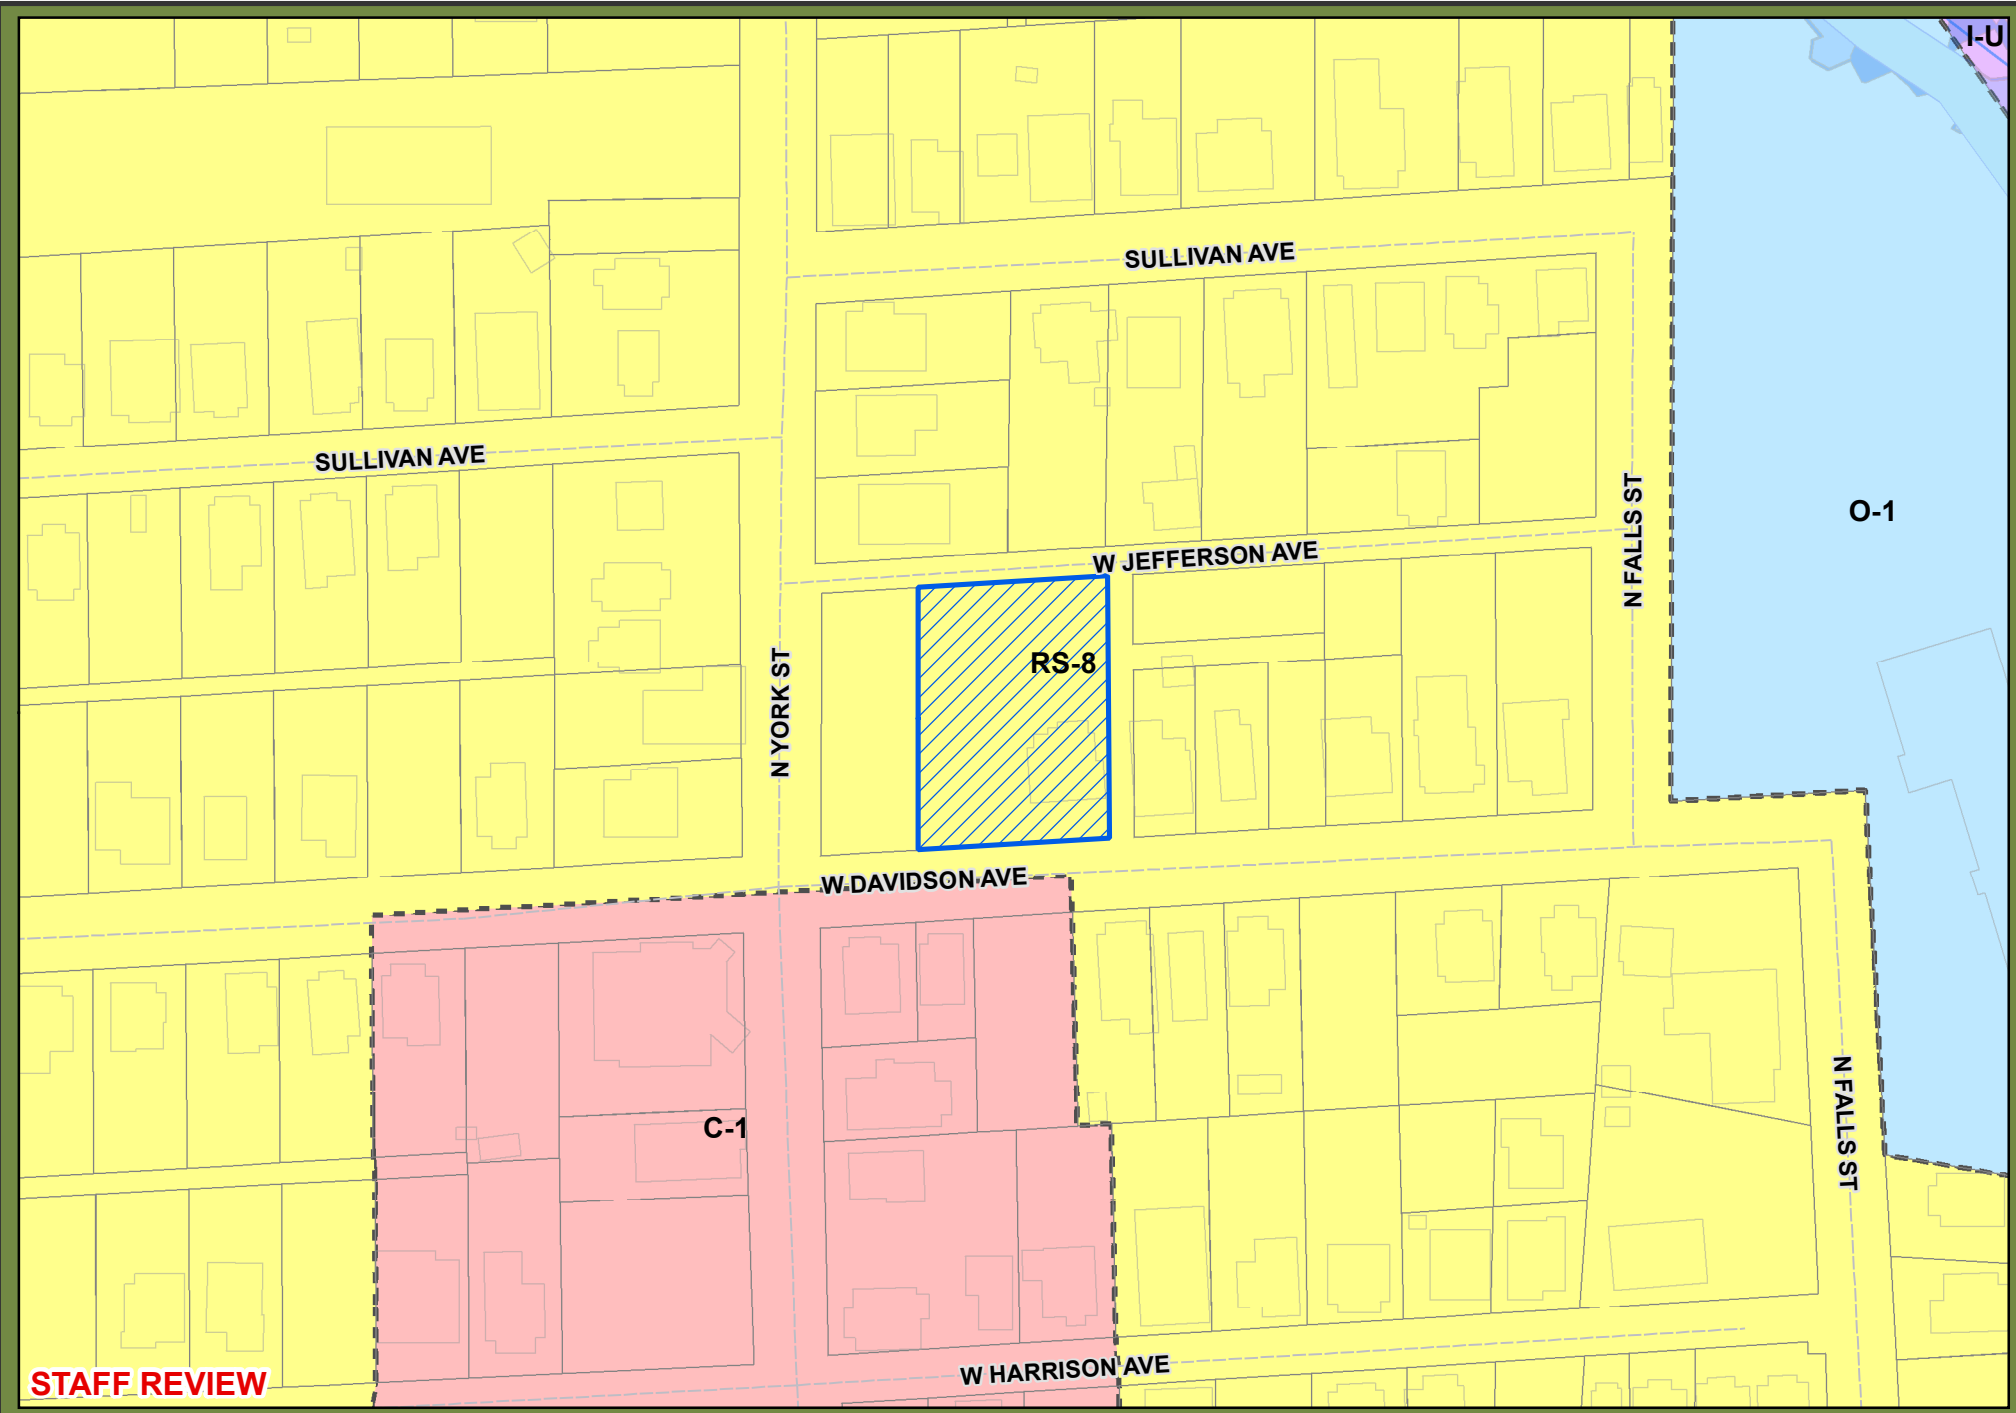 I-U
SULLIVAN AVE
SULLIVAN AVE
N FALLS ST
O-1
W JEFFERSON AVE
RS-8
N YORK ST
W DAVIDSON AVE
C-1
N FALLS ST
W HARRISON AVE
STAFF REVIEW